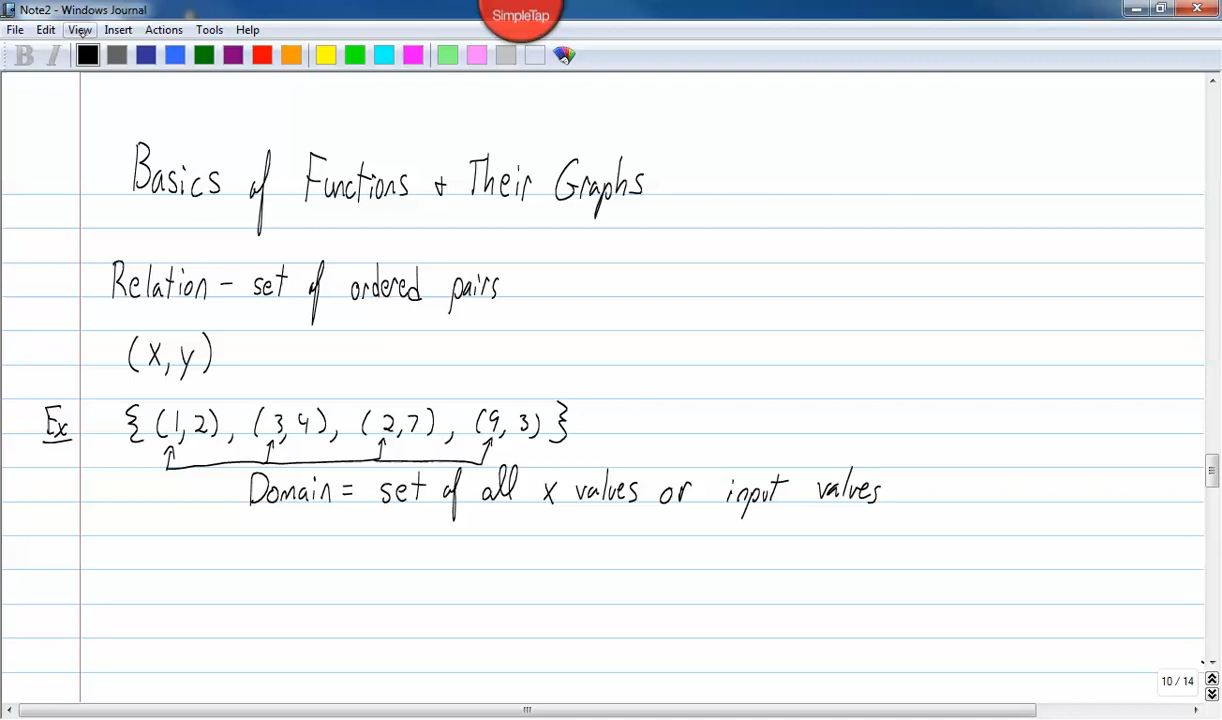 Note2 - Windows Journal
SimpleTap
File Edit View Insert Actions Tools Help
B I
Basics of Functions + Their Graphs
Relation - set of ordered pairs
(x, y)
Ex { (1, 2), (3, 4), (2, 7), (9, 3) }
Domain = set of all x values or input values
10 / 14